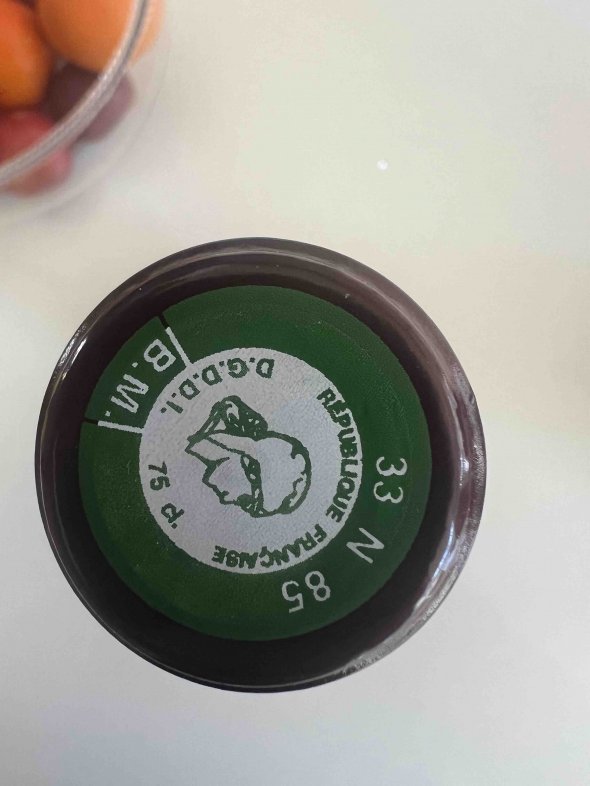 RÉPUBLIQUE FRANÇAISE
D.G.D.D.I.
75 cl.
33 N 85
B.M.